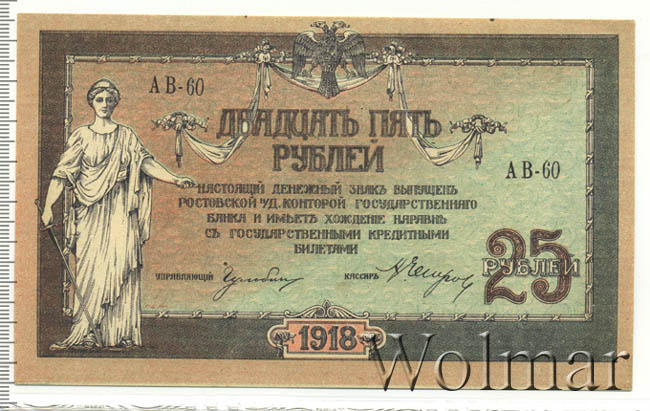 АВ-60
ДВАДЦАТЬ ПЯТЬ
РУБЛЕЙ
АВ-60
НАСТОЯЩІЙ ДЕНЕЖНЫЙ ЗНАКЪ ВЫПУЩЕНЪ
РОСТОВСКОЙ Н/Д. КОНТОРОЙ ГОСУДАРСТВЕННАГО
БАНКА И ИМѢЕТЪ ХОЖДЕНІЕ НАРАВНѢ
СЪ ГОСУДАРСТВЕННЫМИ КРЕДИТНЫМИ
БИЛЕТАМИ
25
РУБЛЕЙ
УПРАВЛЯЮЩІЙ
КАССИРЪ
1918
Wolmar